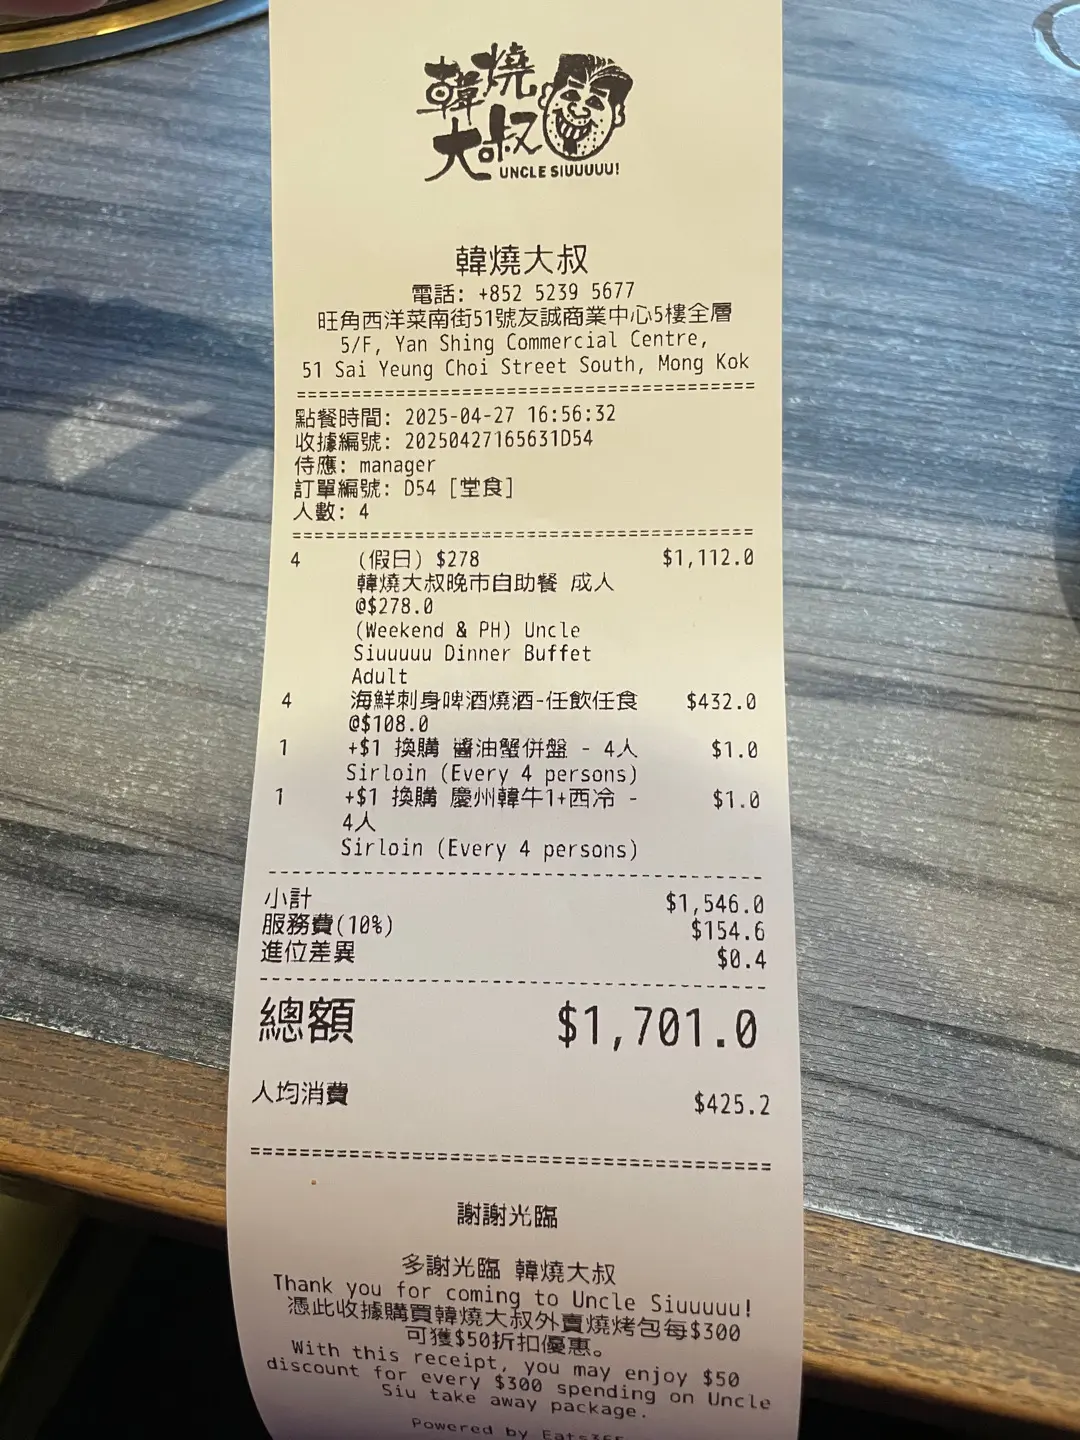 韓燒
大叔
UNCLE SIUUUUU!
韓燒大叔
電話: +852 5239 5677
旺角西洋菜南街51號友誠商業中心5樓全層
5/F, Yan Shing Commercial Centre,
51 Sai Yeung Choi Street South, Mong Kok
點餐時間: 2025-04-27 16:56:32
收據編號: 20250427165631D54
侍應: manager
訂單編號: D54 [堂食]
人數: 4
4 (假日) $278 $1,112.0
韓燒大叔晚市自助餐 成人
@$278.0
(Weekend & PH) Uncle
Siuuuuu Dinner Buffet
Adult
4 海鮮刺身啤酒燒酒-任飲任食 $432.0
@$108.0
1 +$1 換購 醬油蟹併盤 - 4人 $1.0
Sirloin (Every 4 persons)
1 +$1 換購 慶州韓牛1+西冷 - $1.0
4人
Sirloin (Every 4 persons)
小計 $1,546.0
服務費(10%) $154.6
進位差異 $0.4
總額 $1,701.0
人均消費 $425.2
謝謝光臨
多謝光臨 韓燒大叔
Thank you for coming to Uncle Siuuuuu!
憑此收據購買韓燒大叔外賣燒烤包每$300
可獲$50折扣優惠。
With this receipt, you may enjoy $50
discount for every $300 spending on Uncle
Siu take away package.
Powered by Eats365